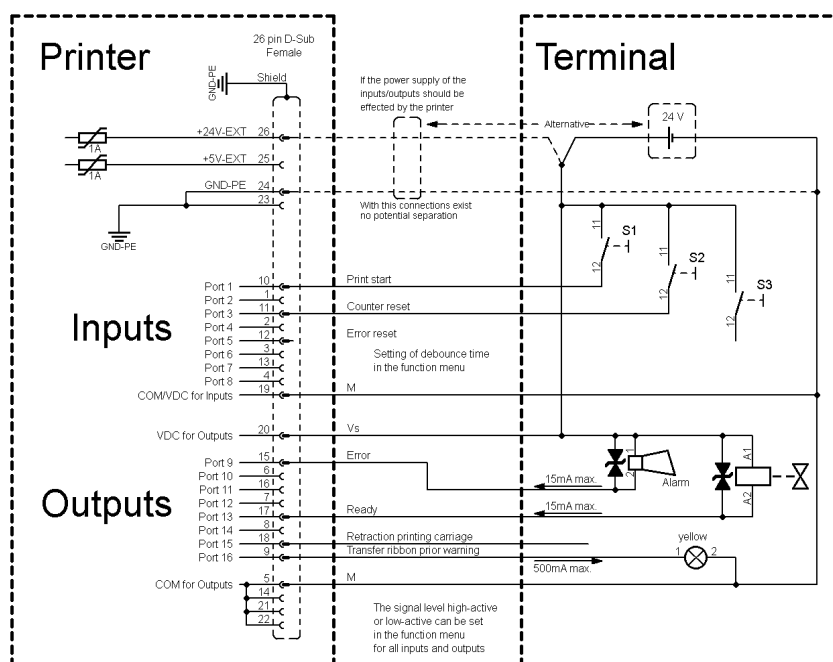 Printer
26 pin D-Sub
Female
Terminal
GND-PE
Shield
If the power supply of the
inputs/outputs should be
effected by the printer
Alternative
24 V
+24V-EXT 26
1A
+5V-EXT 25
1A
GND-PE 24
23
With this connections exist
no potential separation
GND-PE
11
S1
12
11
S2
12
11
S3
12
Inputs
Port 1 10 Print start
Port 2 1
Port 3 11 Counter reset
Port 4 2
Port 5 12 Error reset
Port 6 3
Port 7 13
Port 8 4
Setting of debounce time
in the function menu
COM/VDC for Inputs 19 M
VDC for Outputs 20 Vs
Outputs
Port 9 15 Error
Port 10 6
Port 11 16
Port 12 7
Port 13 17 Ready
Port 14 8
Port 15 18 Retraction printing carriage
Port 16 9 Transfer ribbon prior warning
15mA max.
1
2
Alarm
A1
A2
15mA max.
yellow
1 2
500mA max.
COM for Outputs 5 M
14
21
22
The signal level high-active
or low-active can be set
in the function menu
for all inputs and outputs